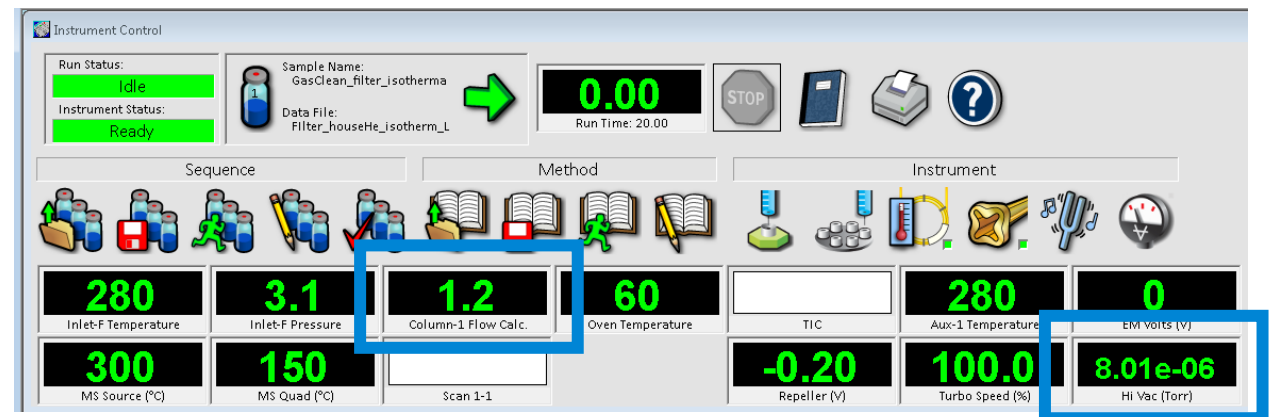 Instrument Control
Run Status:
Idle
Instrument Status:
Ready
1
Sample Name:
GasClean_filter_isotherma
Data File:
FIlter_houseHe_isotherm_L
0.00
Run Time: 20.00
STOP
?
Sequence
Method
Instrument
280
Inlet-F Temperature
3.1
Inlet-F Pressure
1.2
Column-1 Flow Calc.
60
Oven Temperature
TIC
280
Aux-1 Temperature
0
EM Volts (V)
300
MS Source (°C)
150
MS Quad (°C)
Scan 1-1
-0.20
Repeller (V)
100.0
Turbo Speed (%)
8.01e-06
Hi Vac (Torr)